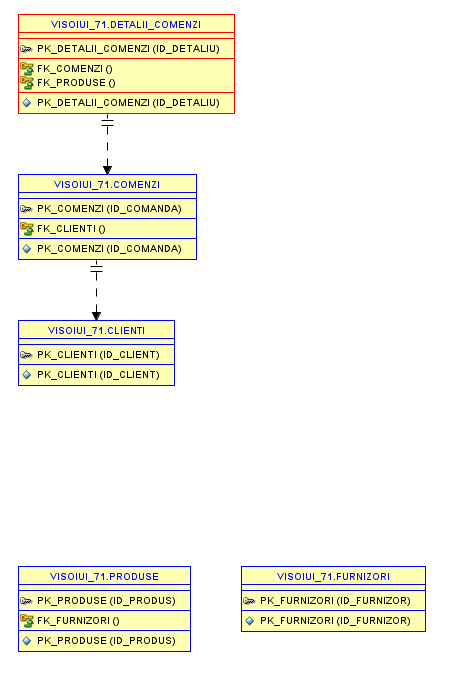 VISOIUI_71.DETALII_COMENZI
PK_DETALII_COMENZI (ID_DETALIU)
FK_COMENZI ()
FK_PRODUSE ()
PK_DETALII_COMENZI (ID_DETALIU)
VISOIUI_71.COMENZI
PK_COMENZI (ID_COMANDA)
FK_CLIENTI ()
PK_COMENZI (ID_COMANDA)
VISOIUI_71.CLIENTI
PK_CLIENTI (ID_CLIENT)
PK_CLIENTI (ID_CLIENT)
VISOIUI_71.PRODUSE
PK_PRODUSE (ID_PRODUS)
FK_FURNIZORI ()
PK_PRODUSE (ID_PRODUS)
VISOIUI_71.FURNIZORI
PK_FURNIZORI (ID_FURNIZOR)
PK_FURNIZORI (ID_FURNIZOR)